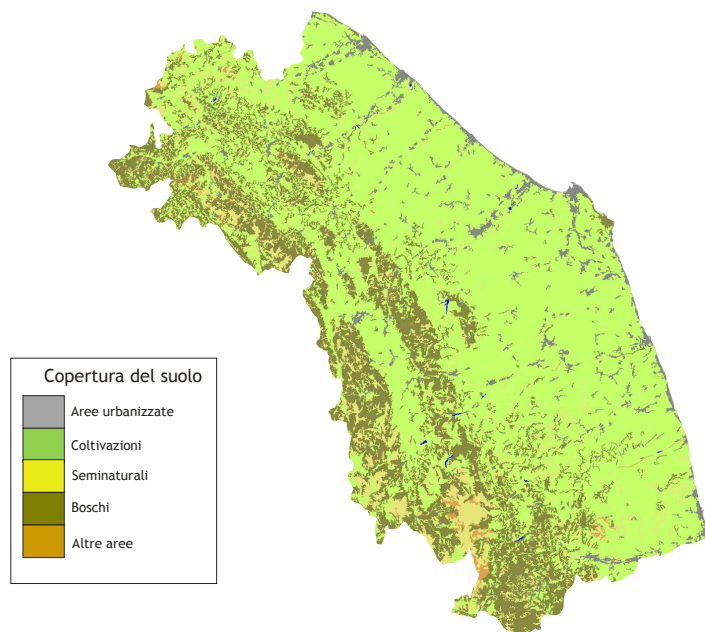 Copertura del suolo
Aree urbanizzate
Coltivazioni
Seminaturali
Boschi
Altre aree